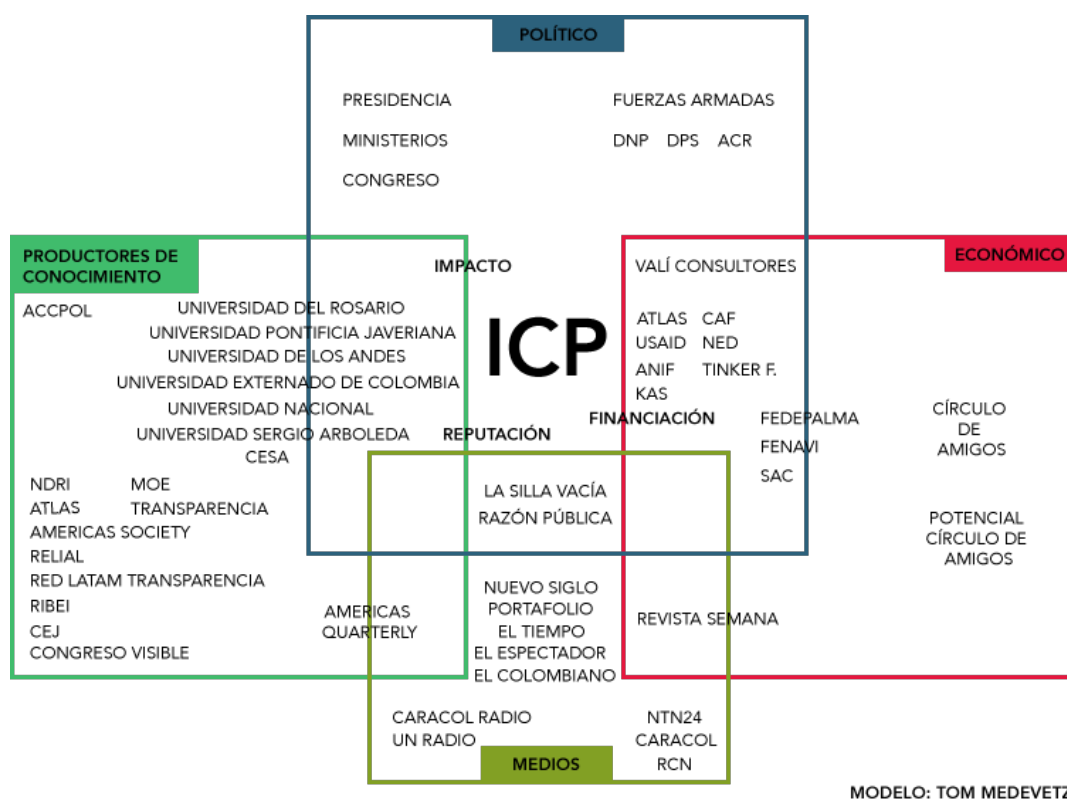 POLÍTICO
PRESIDENCIA
FUERZAS ARMADAS
MINISTERIOS
DNP DPS ACR
CONGRESO
PRODUCTORES DE
CONOCIMIENTO
IMPACTO
VALÍ CONSULTORES
ECONÓMICO
ACCPOL
UNIVERSIDAD DEL ROSARIO
UNIVERSIDAD PONTIFICIA JAVERIANA
UNIVERSIDAD DE LOS ANDES
UNIVERSIDAD EXTERNADO DE COLOMBIA
UNIVERSIDAD NACIONAL
UNIVERSIDAD SERGIO ARBOLEDA
CESA
ICP
ATLAS CAF
USAID NED
ANIF TINKER F.
KAS
REPUTACIÓN
FINANCIACIÓN
FEDEPALMA
FENAVI
SAC
CÍRCULO
DE
AMIGOS
NDRI MOE
ATLAS TRANSPARENCIA
AMERICAS SOCIETY
RELIAL
RED LATAM TRANSPARENCIA
RIBEI
CEJ
CONGRESO VISIBLE
LA SILLA VACÍA
RAZÓN PÚBLICA
POTENCIAL
CÍRCULO DE
AMIGOS
AMERICAS
QUARTERLY
NUEVO SIGLO
PORTAFOLIO
EL TIEMPO
EL ESPECTADOR
EL COLOMBIANO
REVISTA SEMANA
CARACOL RADIO
UN RADIO
NTN24
CARACOL
RCN
MEDIOS
MODELO: TOM MEDEVETZ